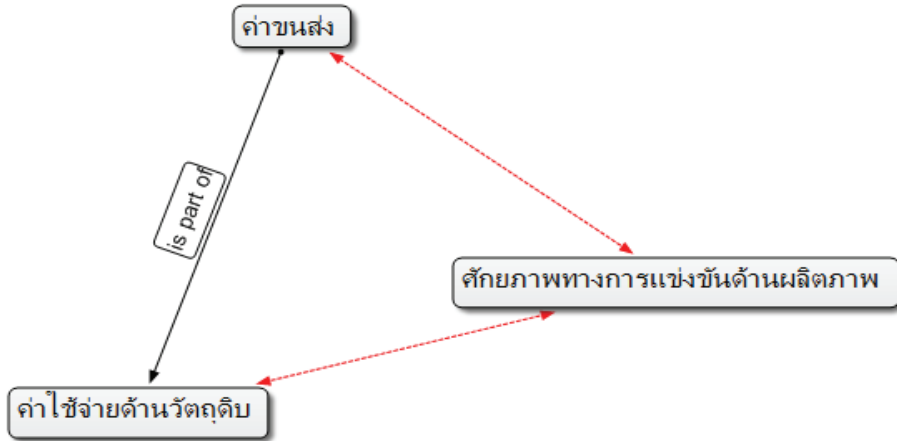 ค่าขนส่ง
is part of
ศักยภาพทางการแข่งขันด้านผลิตภาพ
ค่าใช้จ่ายด้านวัตถุดิบ